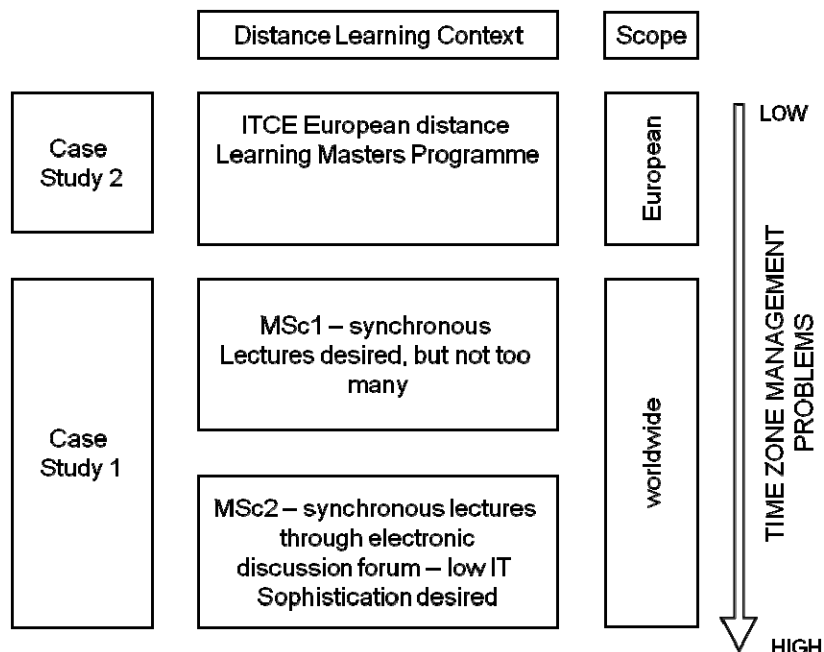 Distance Learning Context
Scope
Case
Study 2
ITCE European distance
Learning Masters Programme
European
LOW
Case
Study 1
MSc1 – synchronous
Lectures desired, but not too
many
MSc2 – synchronous lectures
through electronic
discussion forum – low IT
Sophistication desired
worldwide
TIME ZONE MANAGEMENT
PROBLEMS
HIGH